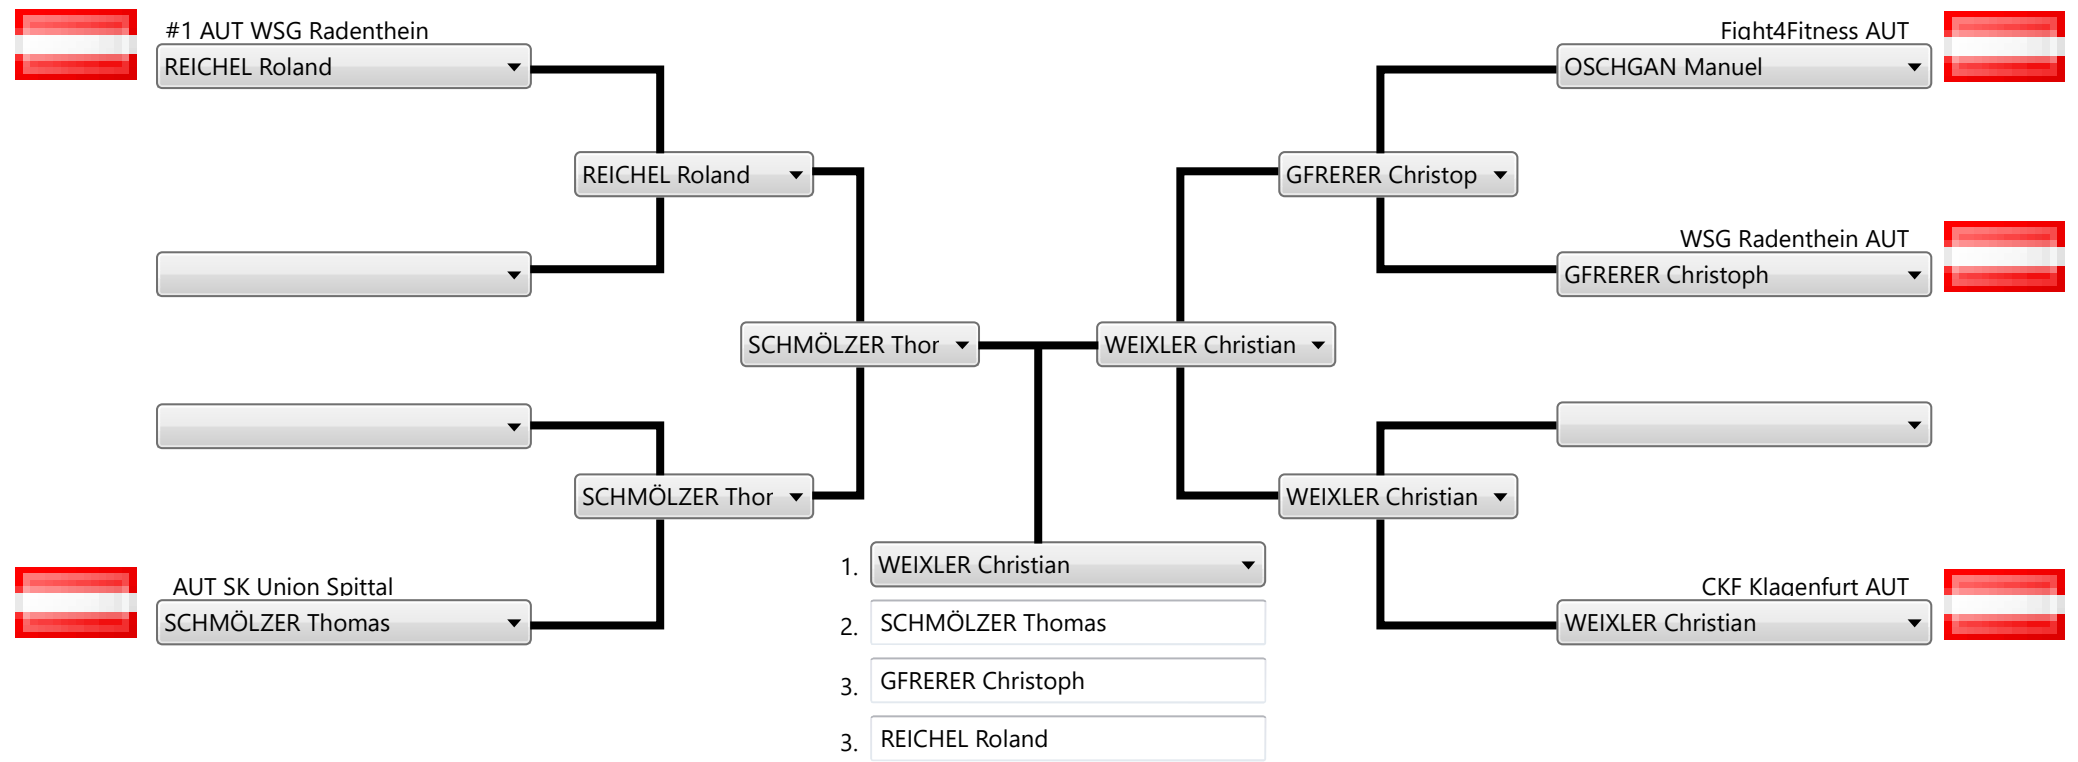 #1 AUT WSG Radenthein
REICHEL Roland
Fight4Fitness AUT
OSCHGAN Manuel
REICHEL Roland
GFRERER Christop
WSG Radenthein AUT
GFRERER Christoph
SCHMÖLZER Thor
WEIXLER Christian
SCHMÖLZER Thor
WEIXLER Christian
AUT SK Union Spittal
SCHMÖLZER Thomas
CKF Klagenfurt AUT
WEIXLER Christian
1. WEIXLER Christian
2. SCHMÖLZER Thomas
3. GFRERER Christoph
3. REICHEL Roland